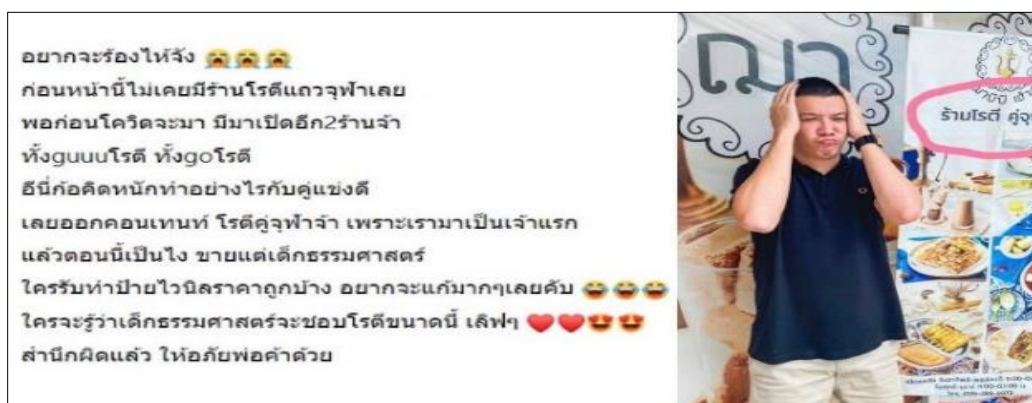 อยากจะร้องไห้จัง 😭😭😭
ก่อนหน้านี้ไม่เคยมีร้านโรตีแถวจุฬาเลย
พอก่อนโควิดจะมา มีมาเปิดอีก2ร้านจ้า
ทั้งguuuโรตี ทั้งgoโรตี
อีนี่ก้อคิดหนักทำอย่างไรกับคู่แข่งดี
เลยออกคอนเทนท์ โรตีคู่จุฬาจ้า เพราะเรามาเป็นเจ้าแรก
แล้วตอนนี้เป็นไง ขายแต่เด็กธรรมศาสตร์
ใครรับทำป้ายไวนิลราคาถูกบ้าง อยากจะแก้มากๆเลยคับ 😂😂😂
ใครจะรู้ว่าเด็กธรรมศาสตร์จะชอบโรตีขนาดนี้ เลิฟๆ ❤️❤️🤩🤩
สำนึกผิดแล้ว ให้อภัยพ่อค้าด้วย
ฌา
ร้านโรตี คู่จุ